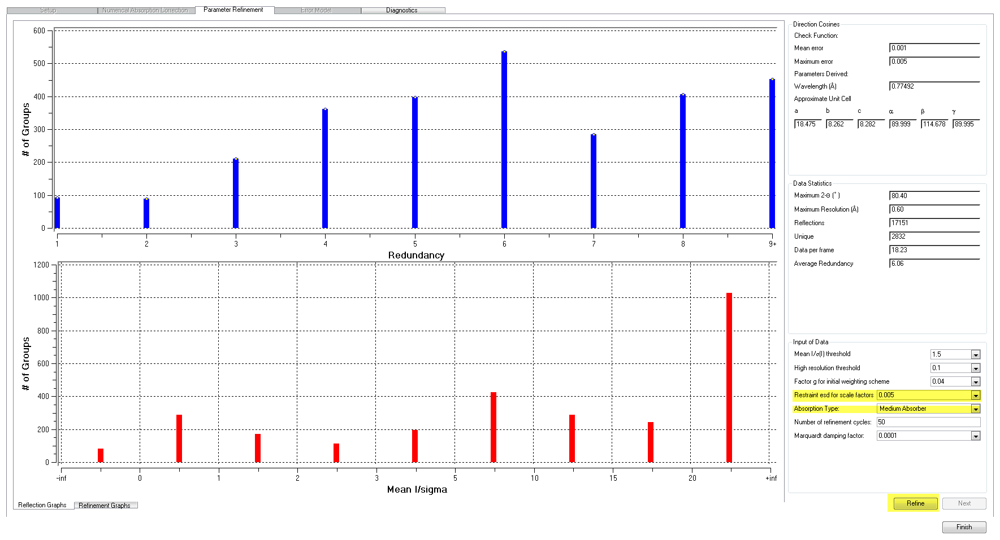 Setup Numerical Absorption Correction Parameter Refinement Error Model Diagnostics
600
500
400
300
200
100
0
# of Groups
1 2 3 4 5 6 7 8 9+
Redundancy
1200
1000
800
600
400
200
0
# of Groups
-inf 0 1 2 3 5 10 15 20 +inf
Mean I/sigma
Reflection Graphs Refinement Graphs
Direction Cosines
Check Function:
Mean error 0.001
Maximum error 0.005
Parameters Derived:
Wavelength (Å) 0.77492
Approximate Unit Cell
a b c α β γ
18.475 8.262 8.282 89.999 114.678 89.995
Data Statistics
Maximum 2-Θ (°) 80.40
Maximum Resolution (Å) 0.60
Reflections 17151
Unique 2832
Data per frame 18.23
Average Redundancy 6.06
Input of Data
Mean I/σ(I) threshold 1.5
High resolution threshold 0.1
Factor g for initial weighting scheme 0.04
Restraint esd for scale factors 0.005
Absorption Type: Medium Absorber
Number of refinement cycles: 50
Marquardt damping factor: 0.0001
Refine Next
Finish